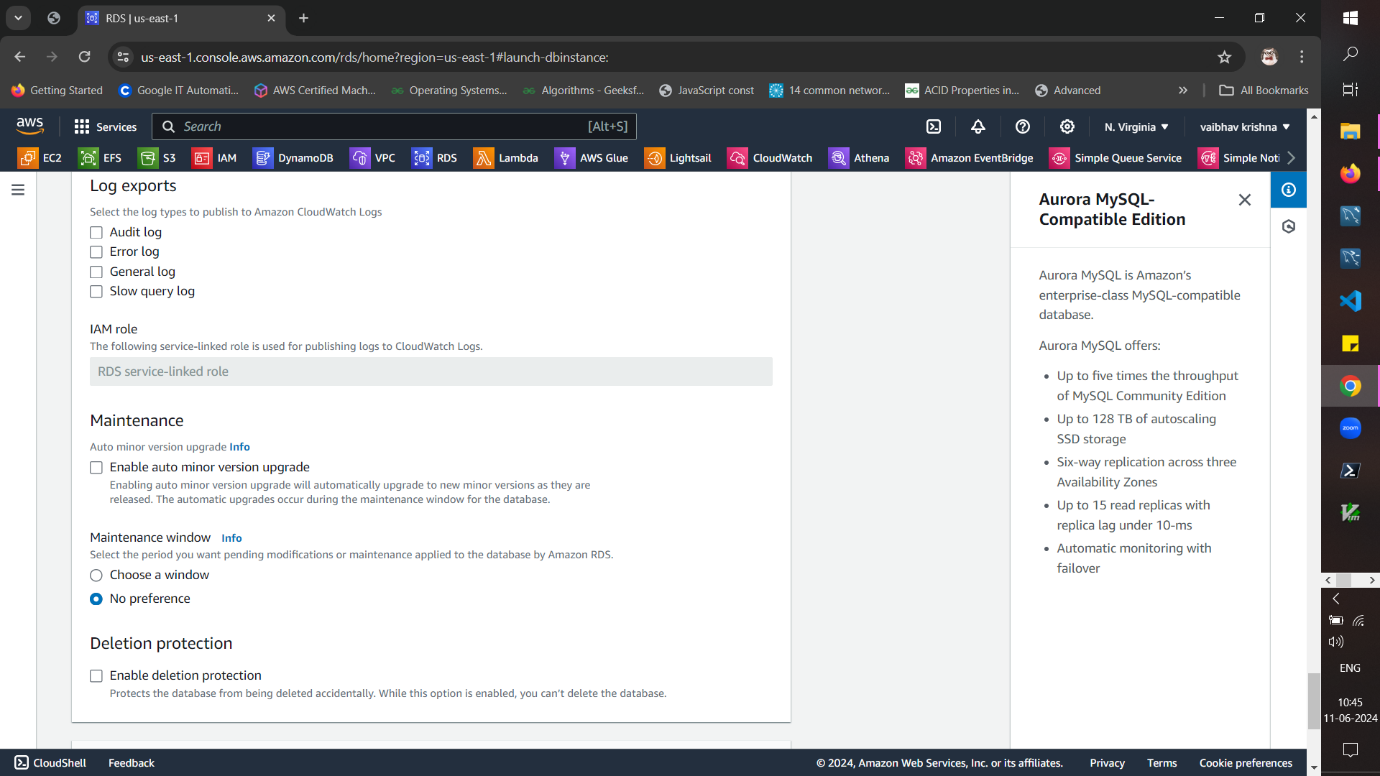 RDS | us-east-1
us-east-1.console.aws.amazon.com/rds/home?region=us-east-1#launch-dbinstance:
Getting Started
Google IT Automati...
AWS Certified Mach...
Operating Systems...
Algorithms - Geeksf...
JavaScript const
14 common networ...
ACID Properties in...
Advanced
»
All Bookmarks
aws
Services
Search
[Alt+S]
N. Virginia
vaibhav krishna
EC2
EFS
S3
IAM
DynamoDB
VPC
RDS
Lambda
AWS Glue
Lightsail
CloudWatch
Athena
Amazon EventBridge
Simple Queue Service
Simple Noti
Log exports
Select the log types to publish to Amazon CloudWatch Logs
Audit log
Error log
General log
Slow query log
IAM role
The following service-linked role is used for publishing logs to CloudWatch Logs.
RDS service-linked role
Maintenance
Auto minor version upgrade Info
Enable auto minor version upgrade
Enabling auto minor version upgrade will automatically upgrade to new minor versions as they are
released. The automatic upgrades occur during the maintenance window for the database.
Maintenance window Info
Select the period you want pending modifications or maintenance applied to the database by Amazon RDS.
Choose a window
No preference
Deletion protection
Enable deletion protection
Protects the database from being deleted accidentally. While this option is enabled, you can't delete the database.
Aurora MySQL-
Compatible Edition
Aurora MySQL is Amazon's
enterprise-class MySQL-compatible
database.
Aurora MySQL offers:
• Up to five times the throughput
of MySQL Community Edition
• Up to 128 TB of autoscaling
SSD storage
• Six-way replication across three
Availability Zones
• Up to 15 read replicas with
replica lag under 10-ms
• Automatic monitoring with
failover
CloudShell
Feedback
© 2024, Amazon Web Services, Inc. or its affiliates.
Privacy
Terms
Cookie preferences
zoom
ENG
10:45
11-06-2024